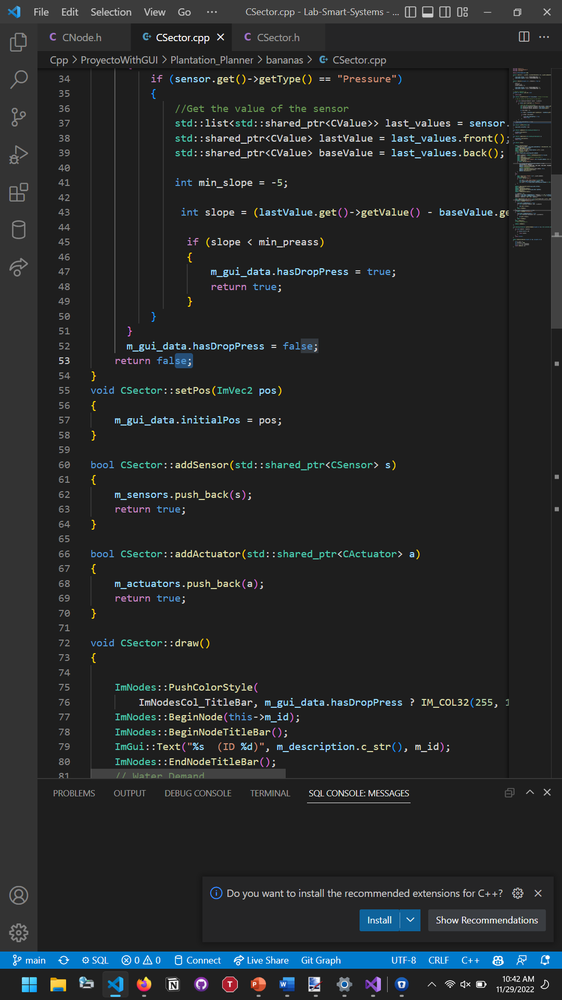 File Edit Selection View Go ··· CSector.cpp - Lab-Smart-Systems - ...
CNode.h CSector.cpp CSector.h
Cpp > ProyectoWithGUI > Plantation_Planner > bananas > CSector.cpp
34 if (sensor.get()->getType() == "Pressure")
35 {
36 //Get the value of the sensor
37 std::list<std::shared_ptr<CValue>> last_values = sensor.
38 std::shared_ptr<CValue> lastValue = last_values.front();
39 std::shared_ptr<CValue> baseValue = last_values.back();
40
41 int min_slope = -5;
42
43 int slope = (lastValue.get()->getValue() - baseValue.ge
44
45 if (slope < min_preass)
46 {
47 m_gui_data.hasDropPress = true;
48 return true;
49 }
50 }
51 }
52 m_gui_data.hasDropPress = false;
53 return false;
54 }
55 void CSector::setPos(ImVec2 pos)
56 {
57 m_gui_data.initialPos = pos;
58 }
59
60 bool CSector::addSensor(std::shared_ptr<CSensor> s)
61 {
62 m_sensors.push_back(s);
63 return true;
64 }
65
66 bool CSector::addActuator(std::shared_ptr<CActuator> a)
67 {
68 m_actuators.push_back(a);
69 return true;
70 }
71
72 void CSector::draw()
73 {
74
75 ImNodes::PushColorStyle(
76 ImNodesCol_TitleBar, m_gui_data.hasDropPress ? IM_COL32(255, 1
77 ImNodes::BeginNode(this->m_id);
78 ImNodes::BeginNodeTitleBar();
79 ImGui::Text("%s  (ID %d)", m_description.c_str(), m_id);
80 ImNodes::EndNodeTitleBar();
81 // Water Demand
PROBLEMS OUTPUT DEBUG CONSOLE TERMINAL SQL CONSOLE: MESSAGES
Do you want to install the recommended extensions for C++?
Install Show Recommendations
main SQL 0 0 Connect Live Share Git Graph UTF-8 CRLF C++
10:42 AM
11/29/2022